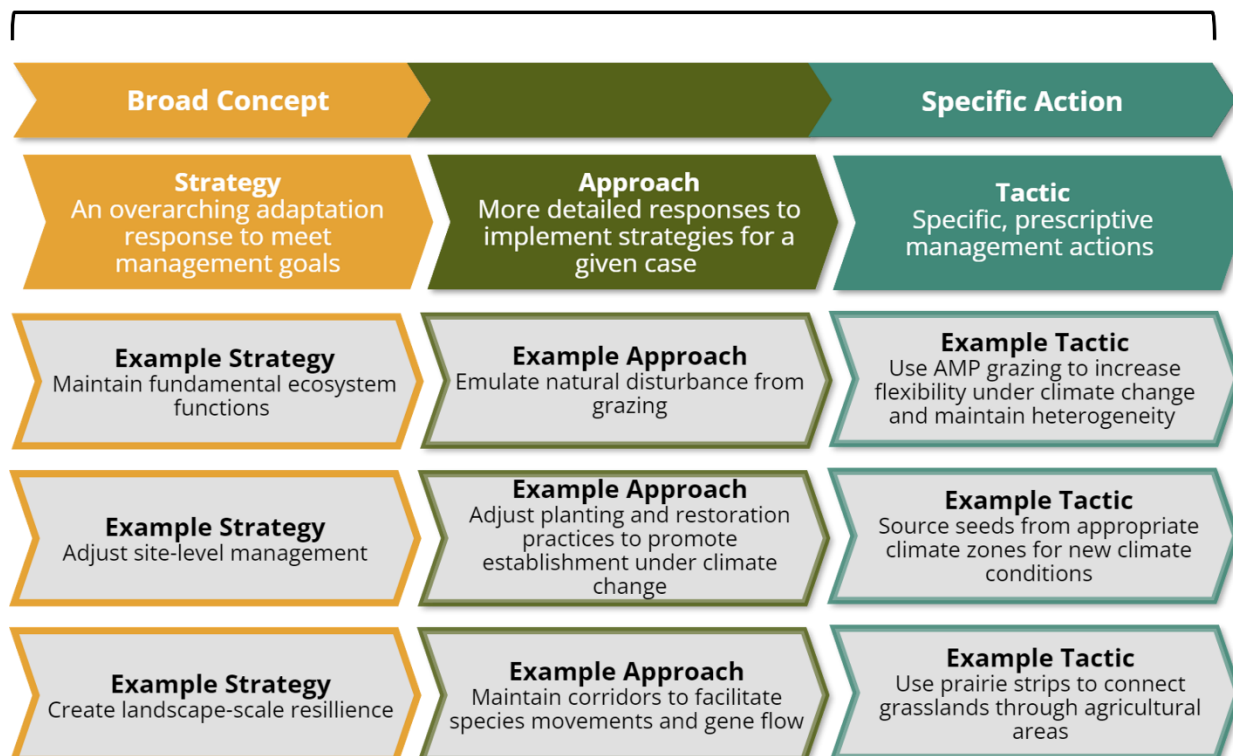 Broad Concept
Specific Action
Strategy
An overarching adaptation
response to meet
management goals
Approach
More detailed responses to
implement strategies for a
given case
Tactic
Specific, prescriptive
management actions
Example Strategy
Maintain fundamental ecosystem
functions
Example Approach
Emulate natural disturbance from
grazing
Example Tactic
Use AMP grazing to increase
flexibility under climate change
and maintain heterogeneity
Example Strategy
Adjust site-level management
Example Approach
Adjust planting and restoration
practices to promote
establishment under climate
change
Example Tactic
Source seeds from appropriate
climate zones for new climate
conditions
Example Strategy
Create landscape-scale resillience
Example Approach
Maintain corridors to facilitate
species movements and gene flow
Example Tactic
Use prairie strips to connect
grasslands through agricultural
areas